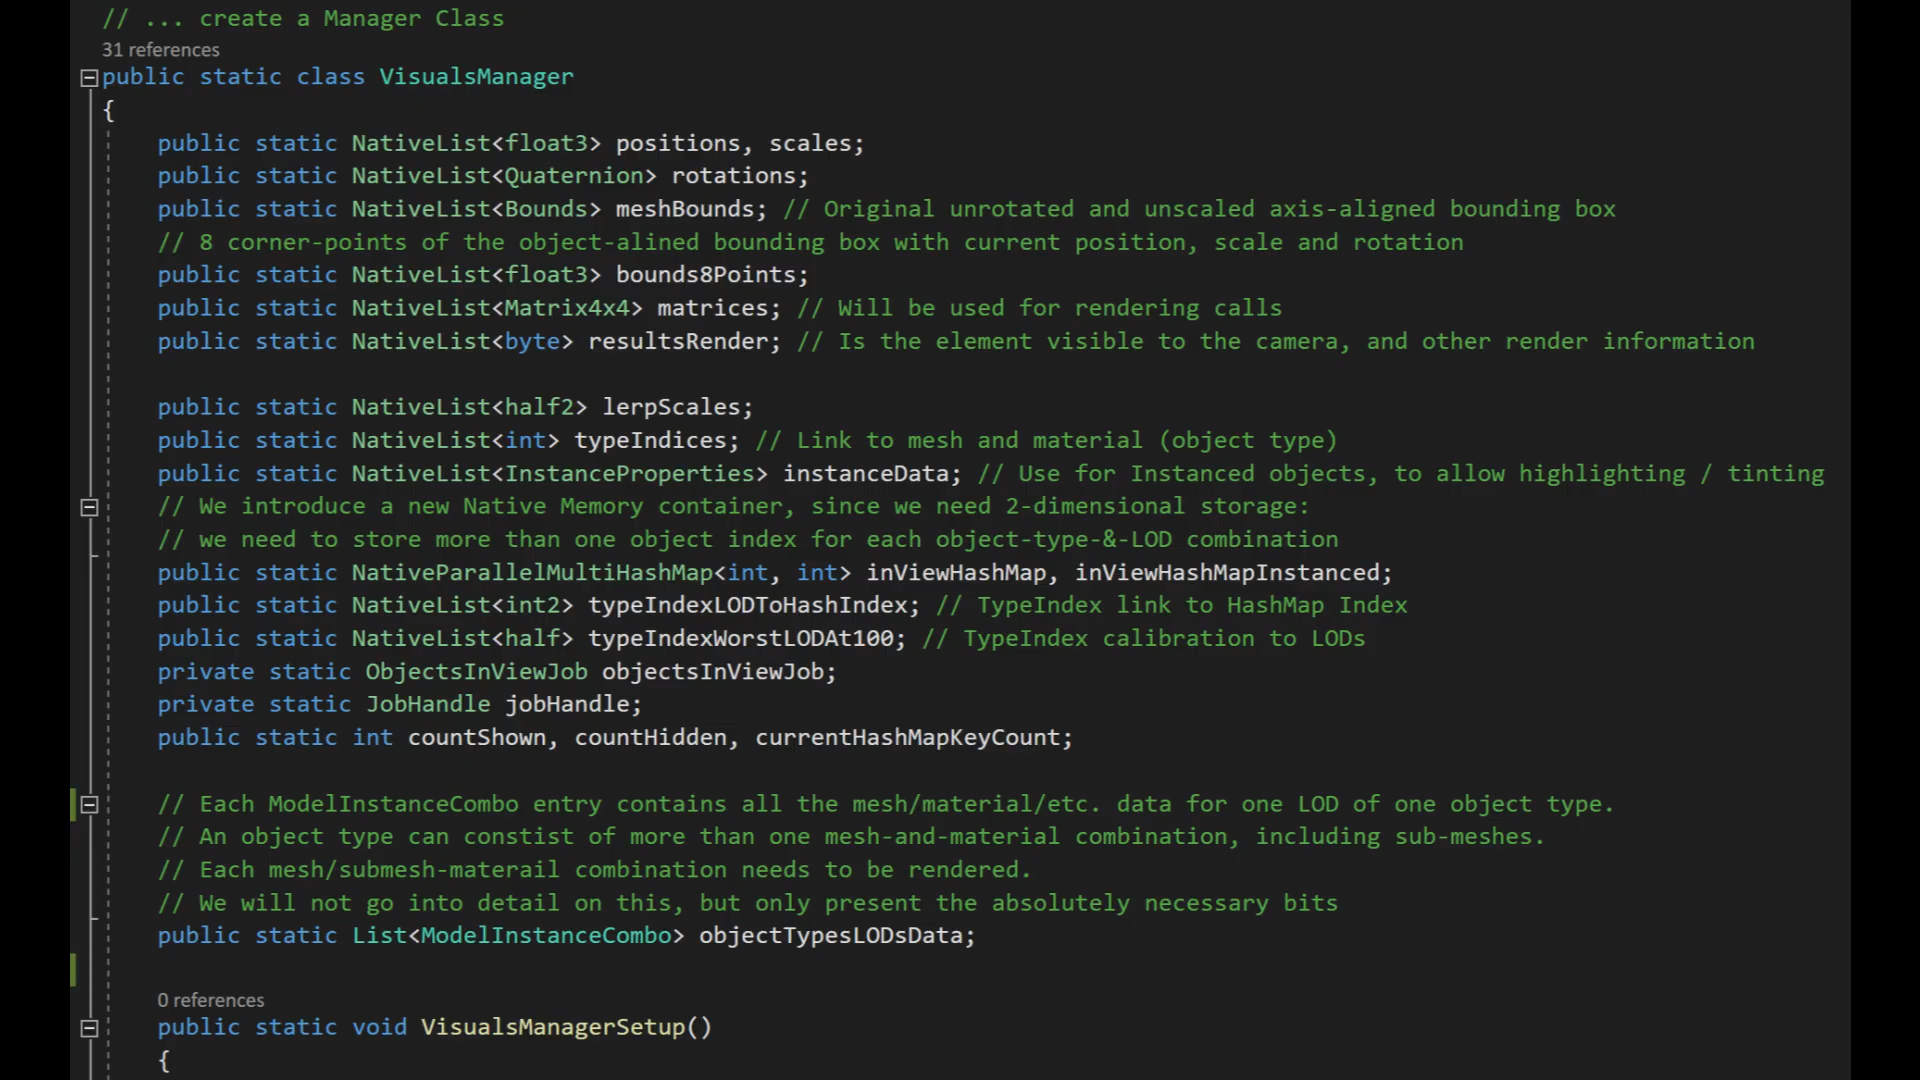 // ... create a Manager Class
31 references
public static class VisualsManager
{
public static NativeList<float3> positions, scales;
public static NativeList<Quaternion> rotations;
public static NativeList<Bounds> meshBounds; // Original unrotated and unscaled axis-aligned bounding box
// 8 corner-points of the object-alined bounding box with current position, scale and rotation
public static NativeList<float3> bounds8Points;
public static NativeList<Matrix4x4> matrices; // Will be used for rendering calls
public static NativeList<byte> resultsRender; // Is the element visible to the camera, and other render information
public static NativeList<half2> lerpScales;
public static NativeList<int> typeIndices; // Link to mesh and material (object type)
public static NativeList<InstanceProperties> instanceData; // Use for Instanced objects, to allow highlighting / tinting
// We introduce a new Native Memory container, since we need 2-dimensional storage:
// we need to store more than one object index for each object-type-&-LOD combination
public static NativeParallelMultiHashMap<int, int> inViewHashMap, inViewHashMapInstanced;
public static NativeList<int2> typeIndexLODToHashIndex; // TypeIndex link to HashMap Index
public static NativeList<half> typeIndexWorstLODAt100; // TypeIndex calibration to LODs
private static ObjectsInViewJob objectsInViewJob;
private static JobHandle jobHandle;
public static int countShown, countHidden, currentHashMapKeyCount;
// Each ModelInstanceCombo entry contains all the mesh/material/etc. data for one LOD of one object type.
// An object type can constist of more than one mesh-and-material combination, including sub-meshes.
// Each mesh/submesh-materail combination needs to be rendered.
// We will not go into detail on this, but only present the absolutely necessary bits
public static List<ModelInstanceCombo> objectTypesLODsData;
0 references
public static void VisualsManagerSetup()
{